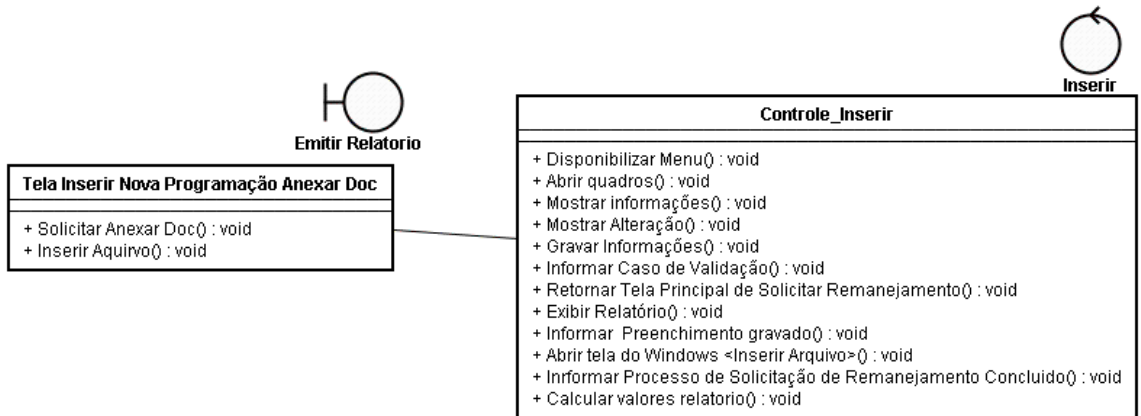 Inserir
Emitir Relatorio
Controle_Inserir
+ Disponibilizar Menu() : void
+ Abrir quadros() : void
+ Mostrar informações() : void
+ Mostrar Alteração() : void
+ Gravar Informações() : void
+ Informar Caso de Validação() : void
+ Retornar Tela Principal de Solicitar Remanejamento() : void
+ Exibir Relatório() : void
+ Informar Preenchimento gravado() : void
+ Abrir tela do Windows <Inserir Arquivo>() : void
+ Inrformar Processo de Solicitação de Remanejamento Concluido() : void
+ Calcular valores relatorio() : void
Tela Inserir Nova Programação Anexar Doc
+ Solicitar Anexar Doc() : void
+ Inserir Aquirvo() : void